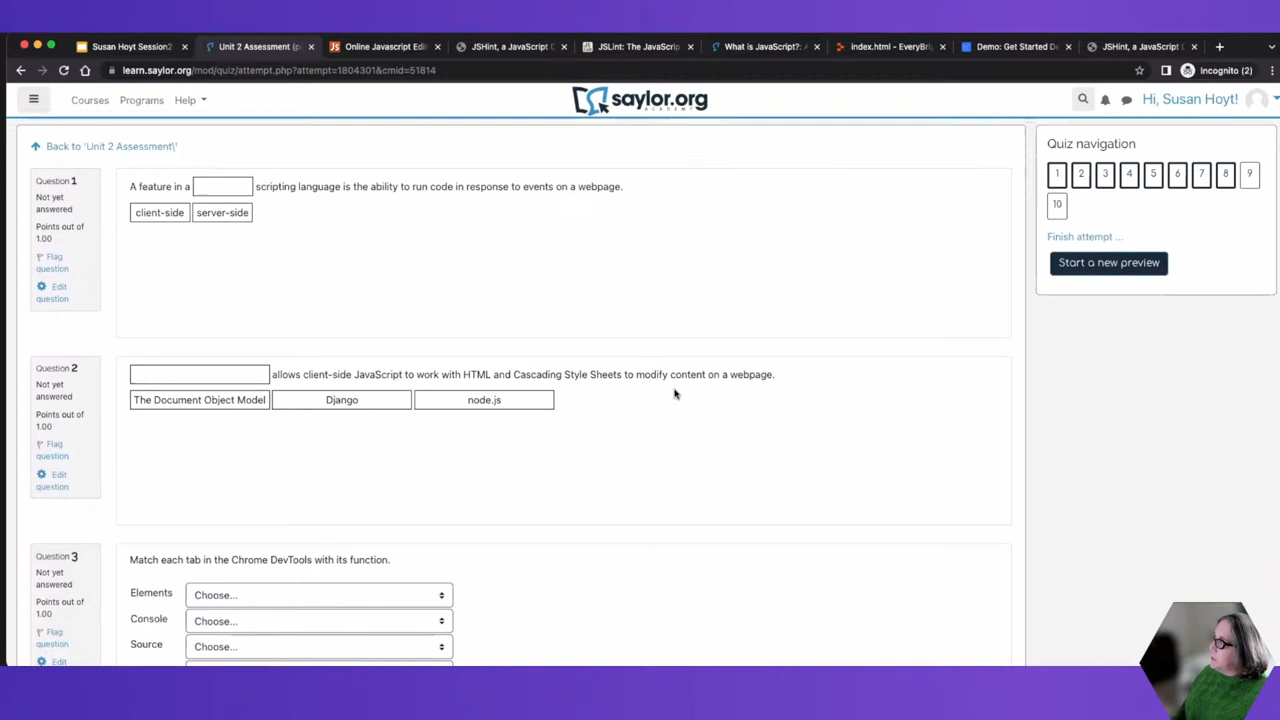 Susan Hoyt Session2
Unit 2 Assessment (p
Online Javascript Edi
JSHint, a JavaScript C
JSLint: The JavaScrip
What is JavaScript?: A
index.html - EveryBri
Demo: Get Started De
JSHint, a JavaScript C
learn.saylor.org/mod/quiz/attempt.php?attempt=1804301&cmid=51814
Incognito (2)
Courses
Programs
Help
saylor.org
ACADEMY
Hi, Susan Hoyt!
Back to 'Unit 2 Assessment\'
Question 1
Not yet
answered
Points out of
1.00
Flag
question
Edit
question
A feature in a
scripting language is the ability to run code in response to events on a webpage.
client-side
server-side
Question 2
Not yet
answered
Points out of
1.00
Flag
question
Edit
question
allows client-side JavaScript to work with HTML and Cascading Style Sheets to modify content on a webpage.
The Document Object Model
Django
node.js
Question 3
Not yet
answered
Points out of
1.00
Flag
question
Edit
Match each tab in the Chrome DevTools with its function.
Elements
Choose...
Console
Choose...
Source
Choose...
Quiz navigation
1 2 3 4 5 6 7 8 9
10
Finish attempt ...
Start a new preview